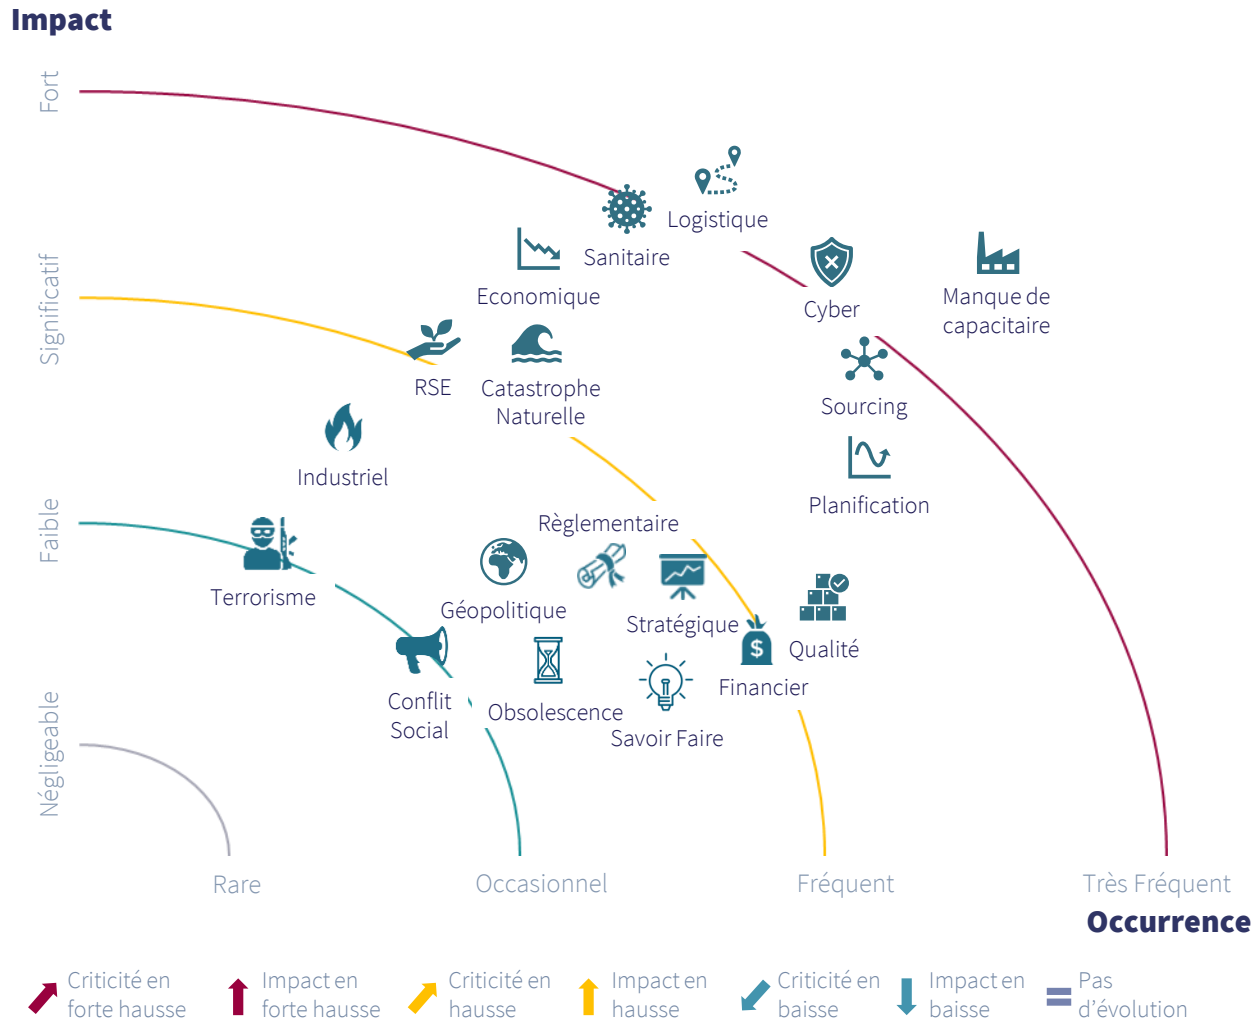 Impact
Fort
Significatif
Faible
Négligeable
Logistique
Sanitaire
Economique
Cyber
Manque de
capacitaire
RSE
Catastrophe
Naturelle
Sourcing
Industriel
Planification
Règlementaire
Terrorisme
Géopolitique
Stratégique
Qualité
$
Financier
Conflit
Social
Obsolescence
Savoir Faire
Rare
Occasionnel
Fréquent
Très Fréquent
Occurrence
Criticité en
forte hausse
Impact en
forte hausse
Criticité en
hausse
Impact en
hausse
Criticité en
baisse
Impact en
baisse
Pas
d'évolution